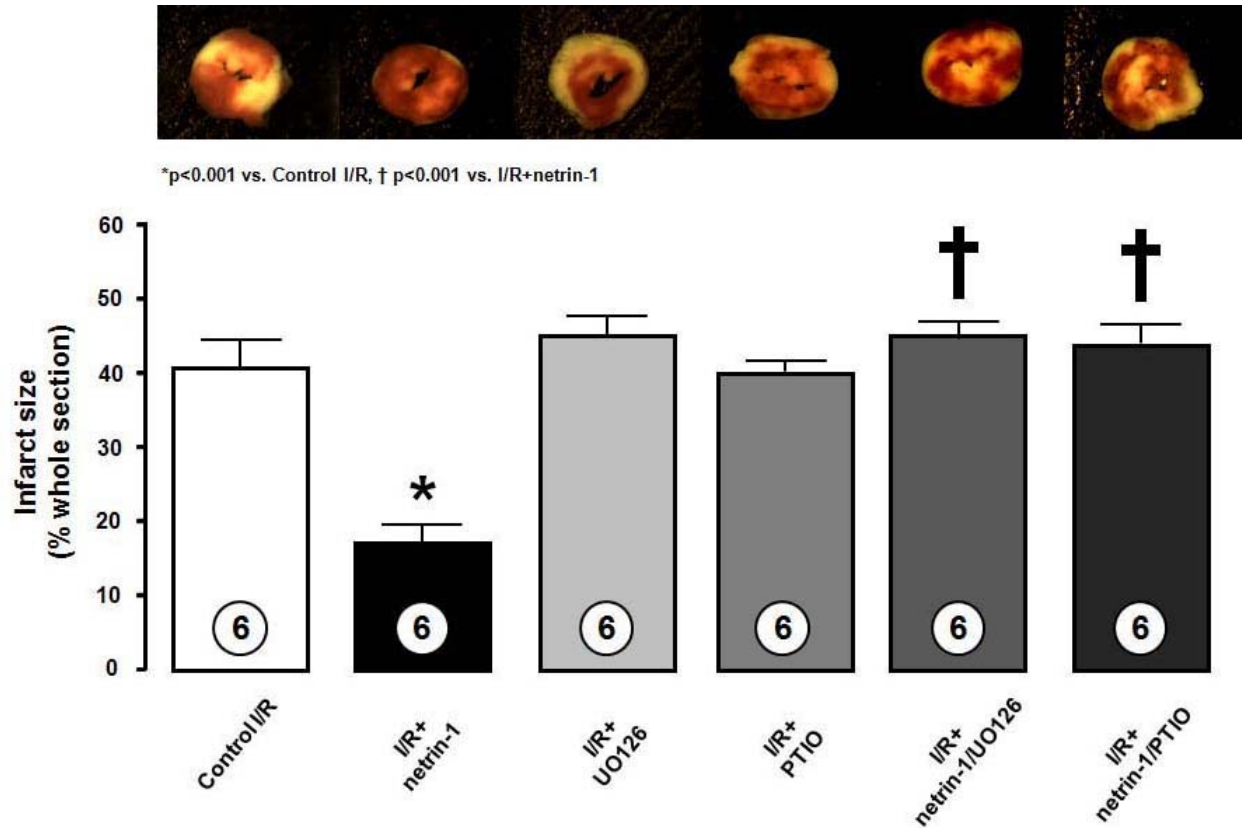 *p<0.001 vs. Control I/R, † p<0.001 vs. I/R+netrin-1
Infarct size
(% whole section)
60
50
40
30
20
10
0
†
†
*
6
6
6
6
6
6
Control I/R
I/R+
netrin-1
I/R+
UO126
I/R+
PTIO
I/R+
netrin-1/UO126
I/R+
netrin-1/PTIO